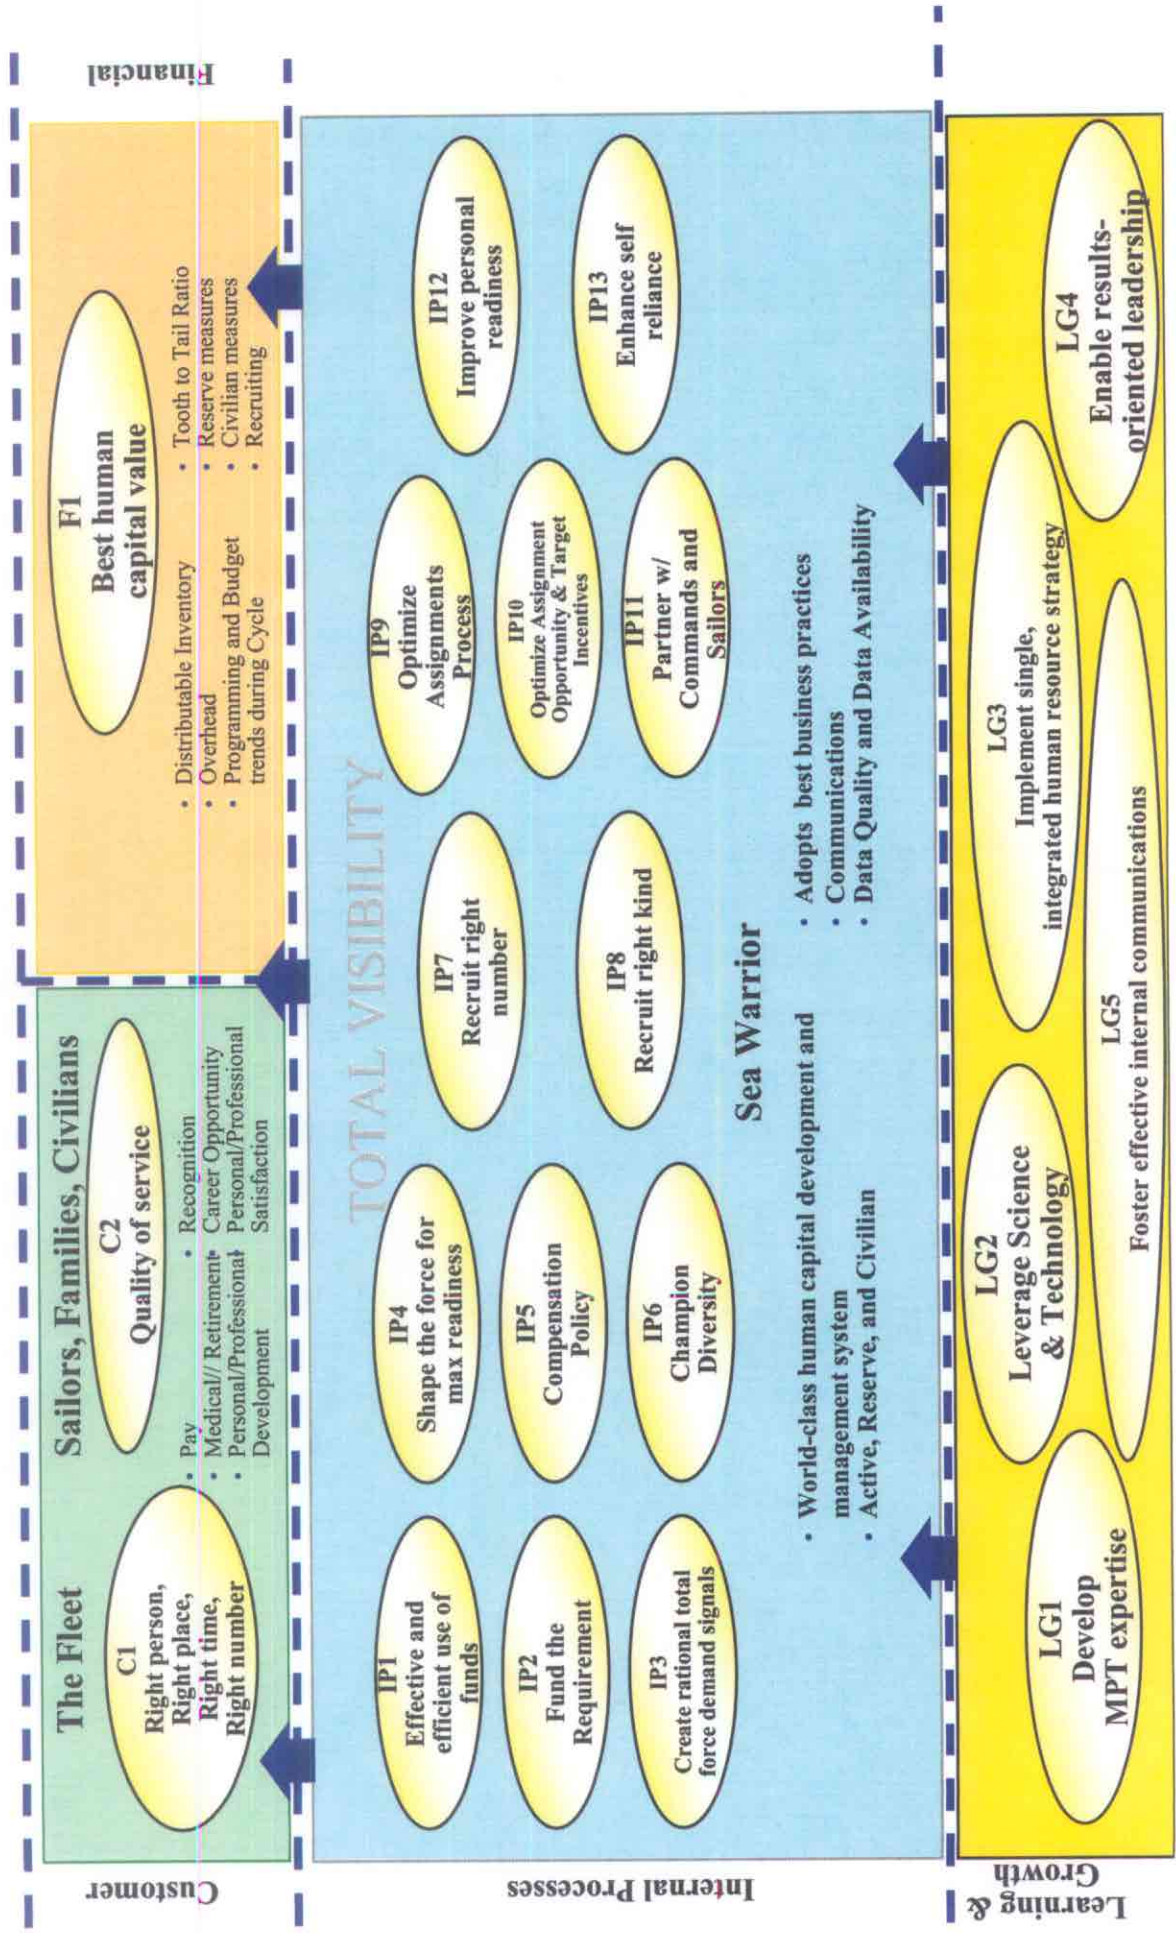 Customer
The Fleet
C1
Right person,
Right place,
Right time,
Right number
Sailors, Families, Civilians
C2
Quality of service
• Pay
• Medical// Retirement
• Personal/Professional
Development
• Recognition
• Career Opportunity
• Personal/Professional
Satisfaction
Financial
F1
Best human
capital value
• Distributable Inventory
• Overhead
• Programming and Budget
trends during Cycle
• Tooth to Tail Ratio
• Reserve measures
• Civilian measures
• Recruiting
Internal Processes
TOTAL VISIBILITY
IP1
Effective and
efficient use of
funds
IP2
Fund the
Requirement
IP3
Create rational total
force demand signals
IP4
Shape the force for
max readiness
IP5
Compensation
Policy
IP6
Champion
Diversity
IP7
Recruit right
number
IP8
Recruit right kind
IP9
Optimize
Assignments
Process
IP10
Optimize Assignment
Opportunity & Target
Incentives
IP11
Partner w/
Commands and
Sailors
IP12
Improve personal
readiness
IP13
Enhance self
reliance
Sea Warrior
• World-class human capital development and
management system
• Active, Reserve, and Civilian
• Adopts best business practices
• Communications
• Data Quality and Data Availability
Learning &
Growth
LG1
Develop
MPT expertise
LG2
Leverage Science
& Technology
LG3
Implement single,
integrated human resource strategy
LG4
Enable results-
oriented leadership
LG5
Foster effective internal communications